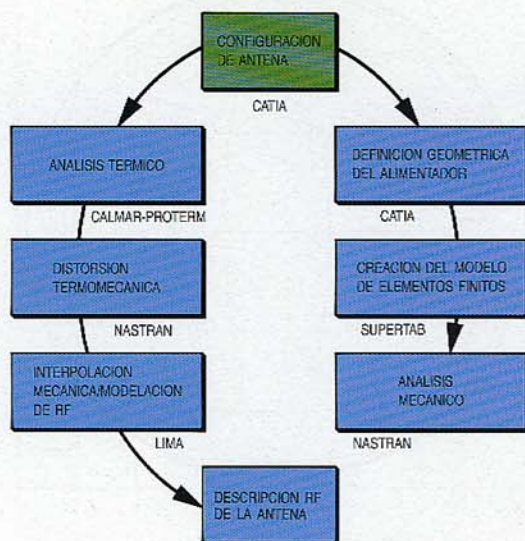 CONFIGURACION
DE ANTENA
CATIA
ANALISIS TERMICO
CALMAR-PROTERM
DISTORSION
TERMOMECANICA
NASTRAN
INTERPOLACION
MECANICA/MODELACION
DE RF
LIMA
DESCRIPCION RF
DE LA ANTENA
DEFINICION GEOMETRICA
DEL ALIMENTADOR
CATIA
CREACION DEL MODELO
DE ELEMENTOS FINITOS
SUPERTAB
ANALISIS
MECANICO
NASTRAN